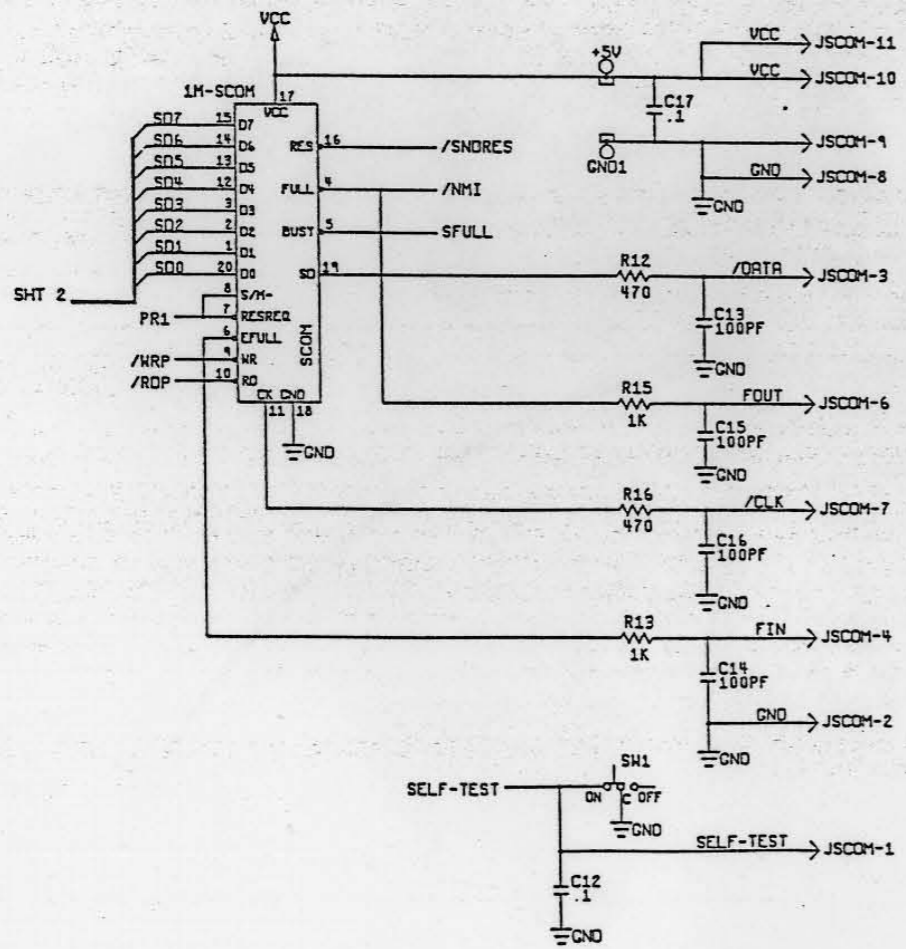 VCC
+5V
VCC JSCOM-11
VCC JSCOM-10
1M-SCOM
17
VCC
C17
.1
SD7 15 D7
SD6 14 D6
SD5 13 D5
SD4 12 D4
SD3 3 D3
SD2 2 D2
SD1 1 D1
SD0 20 D0
8 S/M-
7 RESREQ
6 EFULL
9 WR
10 RD
SHT 2
PR1
/WRP
/RDP
RES 16 /SNDRES
FULL 4 /NMI
BUST 5 SFULL
SD 19
SCOM
CK GND
11 18
GND
GND1
JSCOM-9
GND JSCOM-8
GND
R12
470
/DATA JSCOM-3
C13
100PF
GND
R15
1K
FOUT JSCOM-6
C15
100PF
GND
R16
470
/CLK JSCOM-7
C16
100PF
GND
R13
1K
FIN JSCOM-4
C14
100PF
GND JSCOM-2
GND
SW1
SELF-TEST
ON C OFF
GND
SELF-TEST JSCOM-1
C12
.1
GND